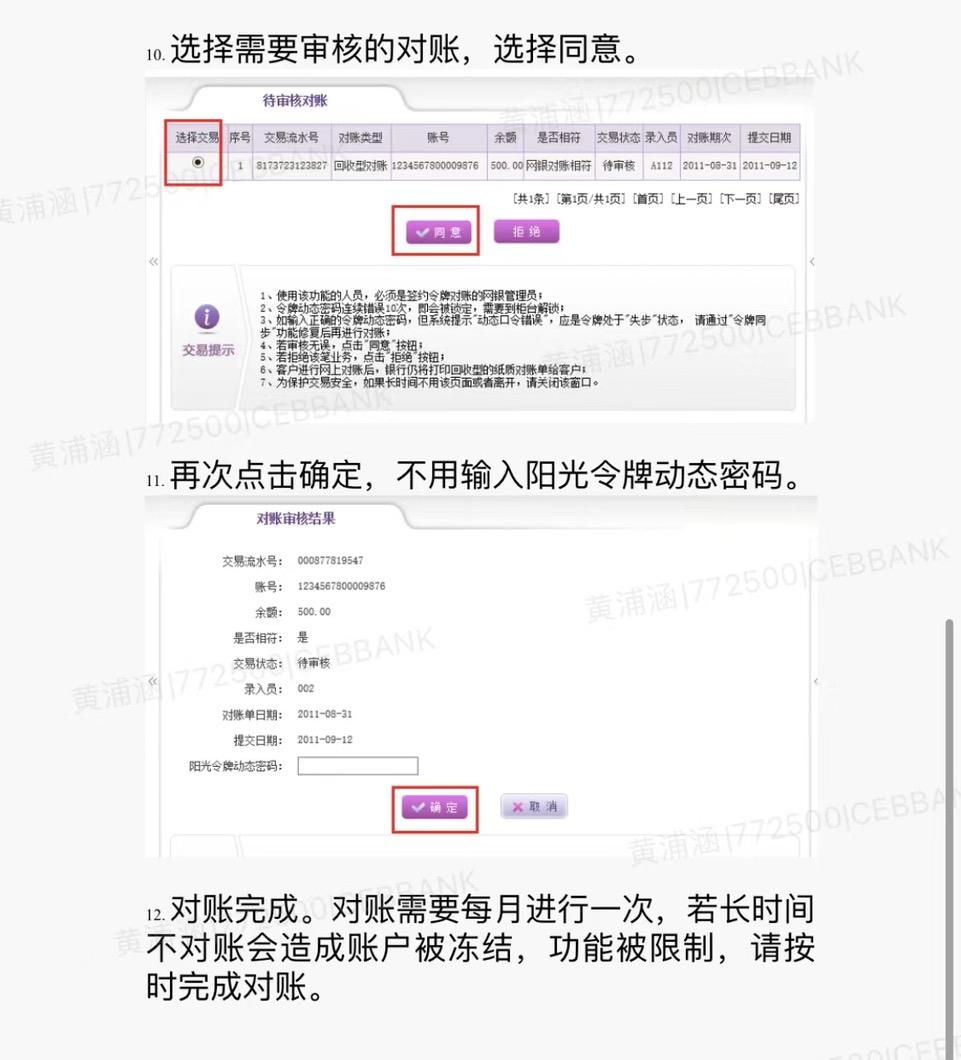 10. 选择需要审核的对账，选择同意。
待审核对账
选择交易 序号 交易流水号 对账类型 账号 余额 是否相符 交易状态 录入员 对账期次 提交日期
1 8173723123827 回收型对账 1234567800009876 500.00 网银对账相符 待审核 A112 2011-08-31 2011-09-12
[共1条] [第1页/共1页] [首页] [上一页] [下一页] [尾页]
同意 拒绝
交易提示
1、使用该功能的人员，必须是签约令牌对账的网银管理员；
2、令牌动态密码连续错误10次，即会被锁定，需要到柜台解锁；
3、如输入正确的令牌动态密码，但系统提示"动态口令错误"，应是令牌处于"失步"状态， 请通过"令牌同
步"功能修复后再进行对账；
4、若审核无误，点击"同意"按钮；
5、若拒绝该笔业务，点击"拒绝"按钮；
6、客户进行网上对账后，银行仍将打印回收型的纸质对账单给客户；
7、为保护交易安全，如果长时间不用该页面或者离开，请关闭该窗口。
11. 再次点击确定，不用输入阳光令牌动态密码。
对账审核结果
交易流水号： 000877819547
账号： 1234567800009876
余额： 500.00
是否相符： 是
交易状态： 待审核
录入员： 002
对账单日期： 2011-08-31
提交日期： 2011-09-12
阳光令牌动态密码：
确定 取消
12. 对账完成。对账需要每月进行一次，若长时间
不对账会造成账户被冻结，功能被限制，请按
时完成对账。
黄浦涵|772500|CEBBANK